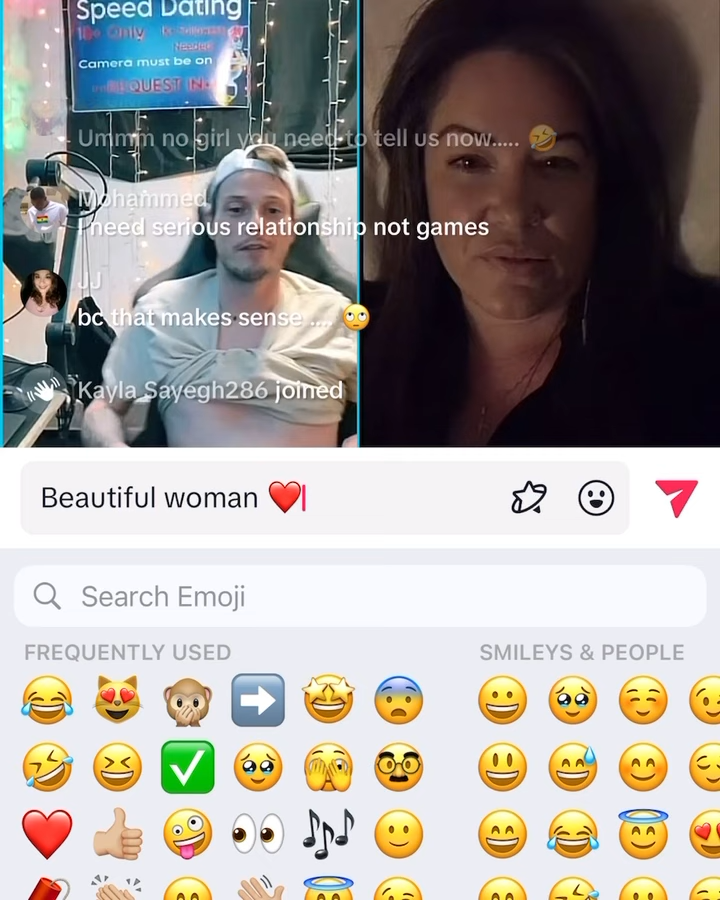 Speed Dating
Camera must be on
Ummm no girl you need to tell us now..... 🤣
Mohammed
I need serious relationship not games
JJ
bc that makes sense .... 🙄
Kayla Sayegh286 joined
Beautiful woman ❤️
Search Emoji
FREQUENTLY USED
SMILEYS & PEOPLE